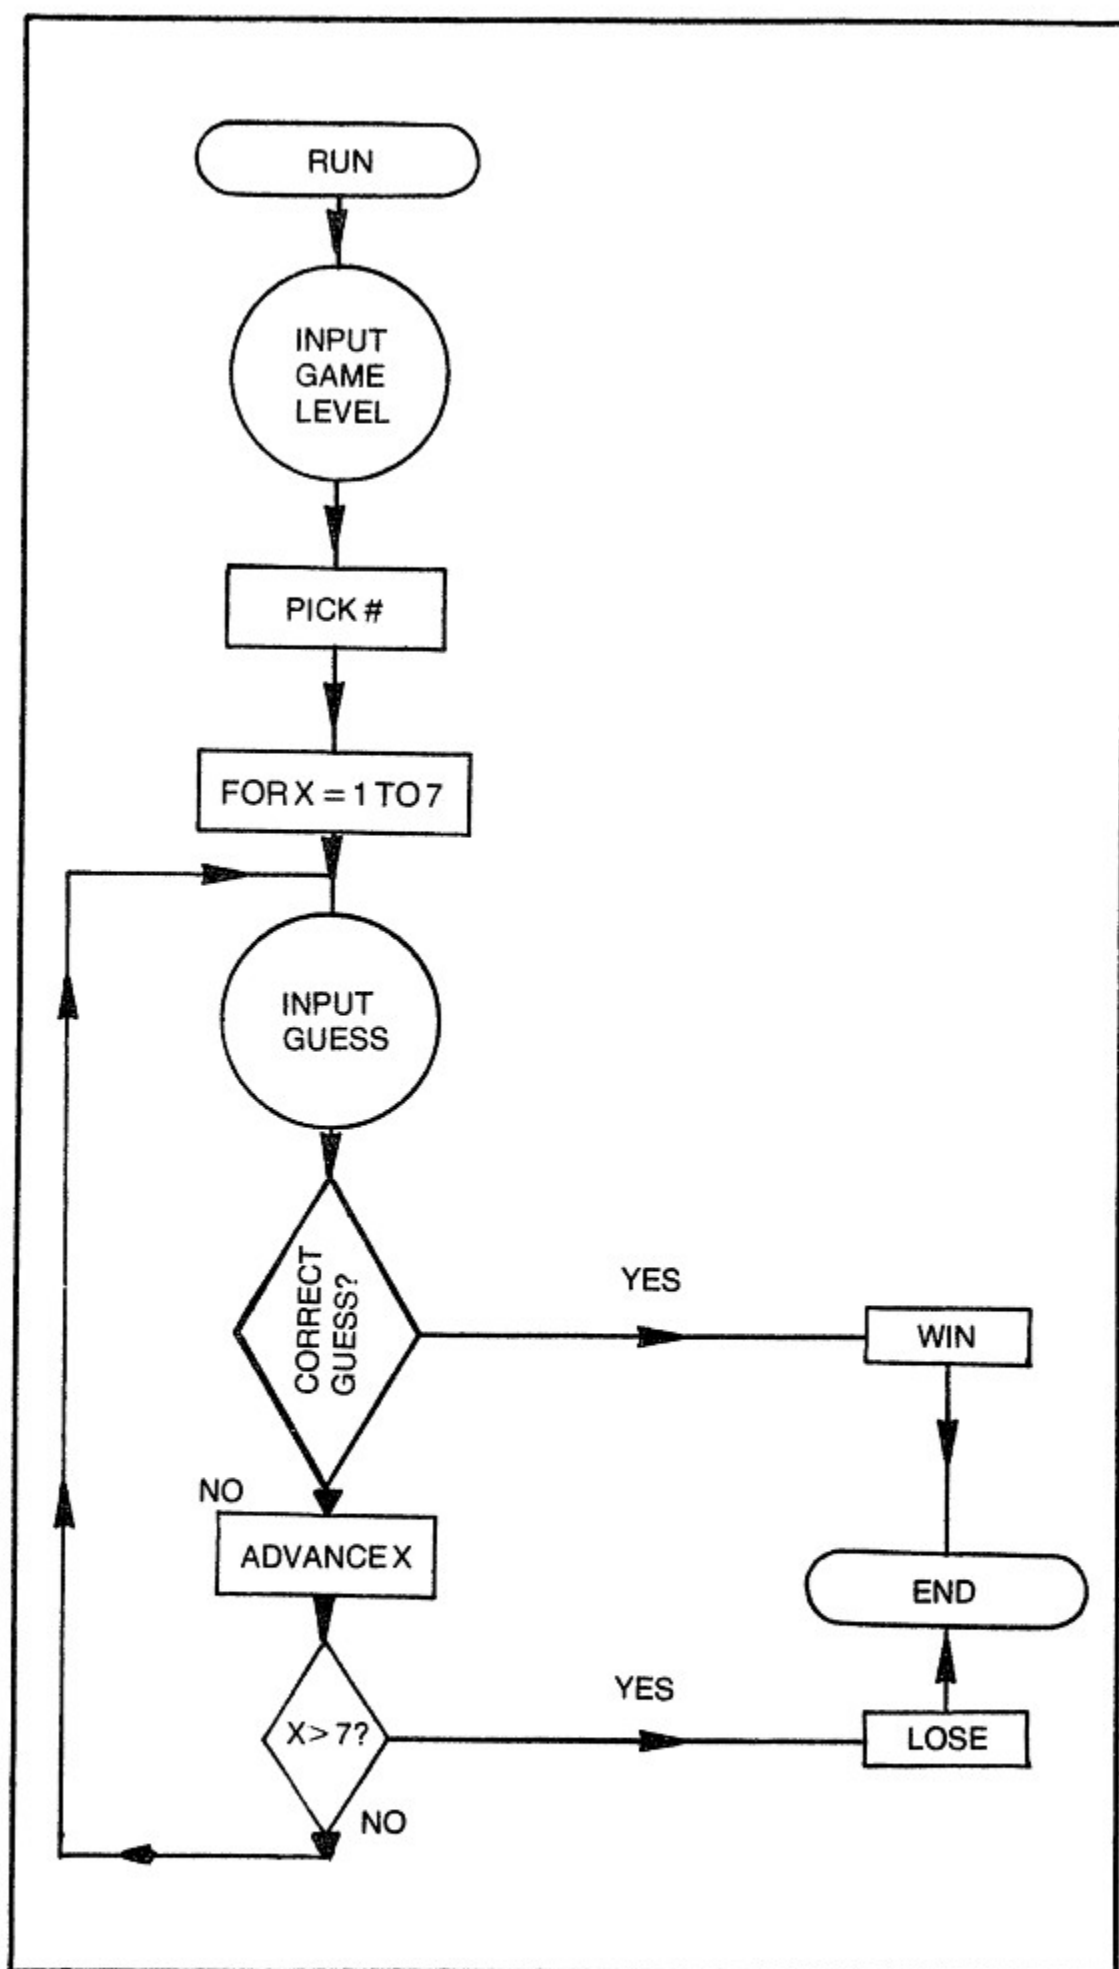 RUN
INPUT
GAME
LEVEL
PICK #
FOR X = 1 TO 7
INPUT
GUESS
CORRECT
GUESS?
YES
WIN
NO
ADVANCE X
END
X > 7?
YES
LOSE
NO